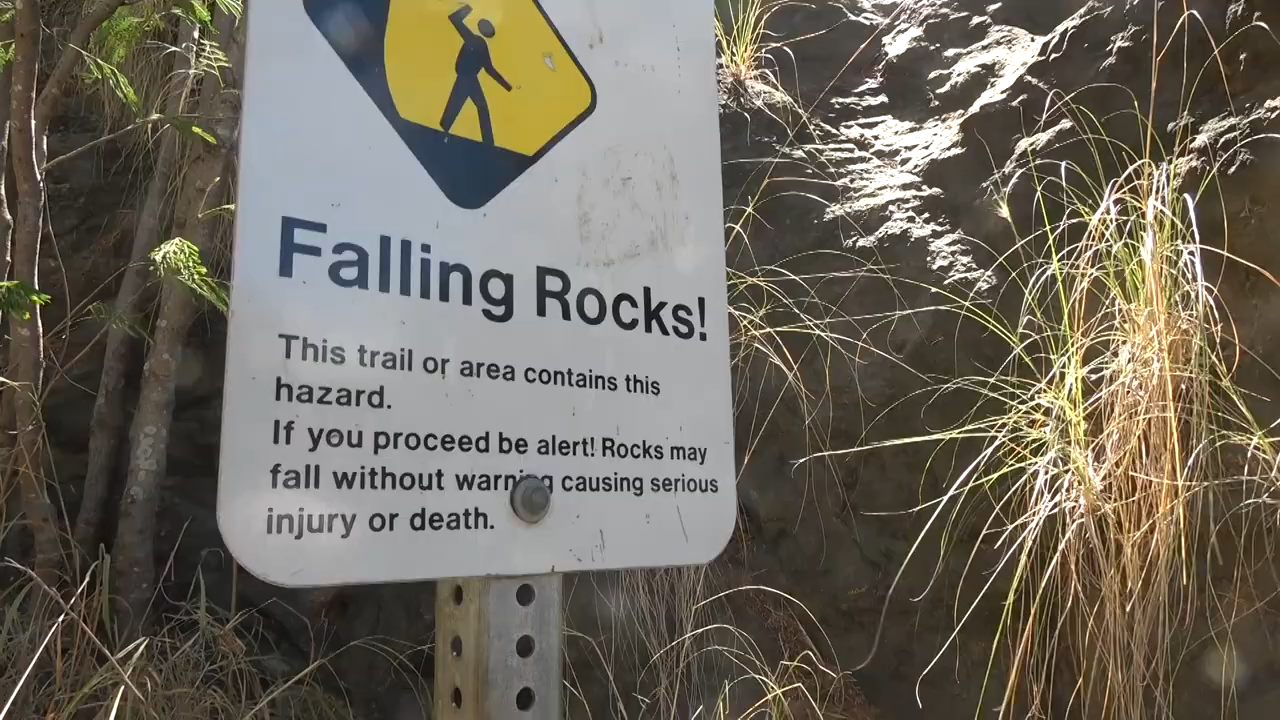 Falling Rocks!
This trail or area contains this
hazard.
If you proceed be alert! Rocks may
fall without warning causing serious
injury or death.